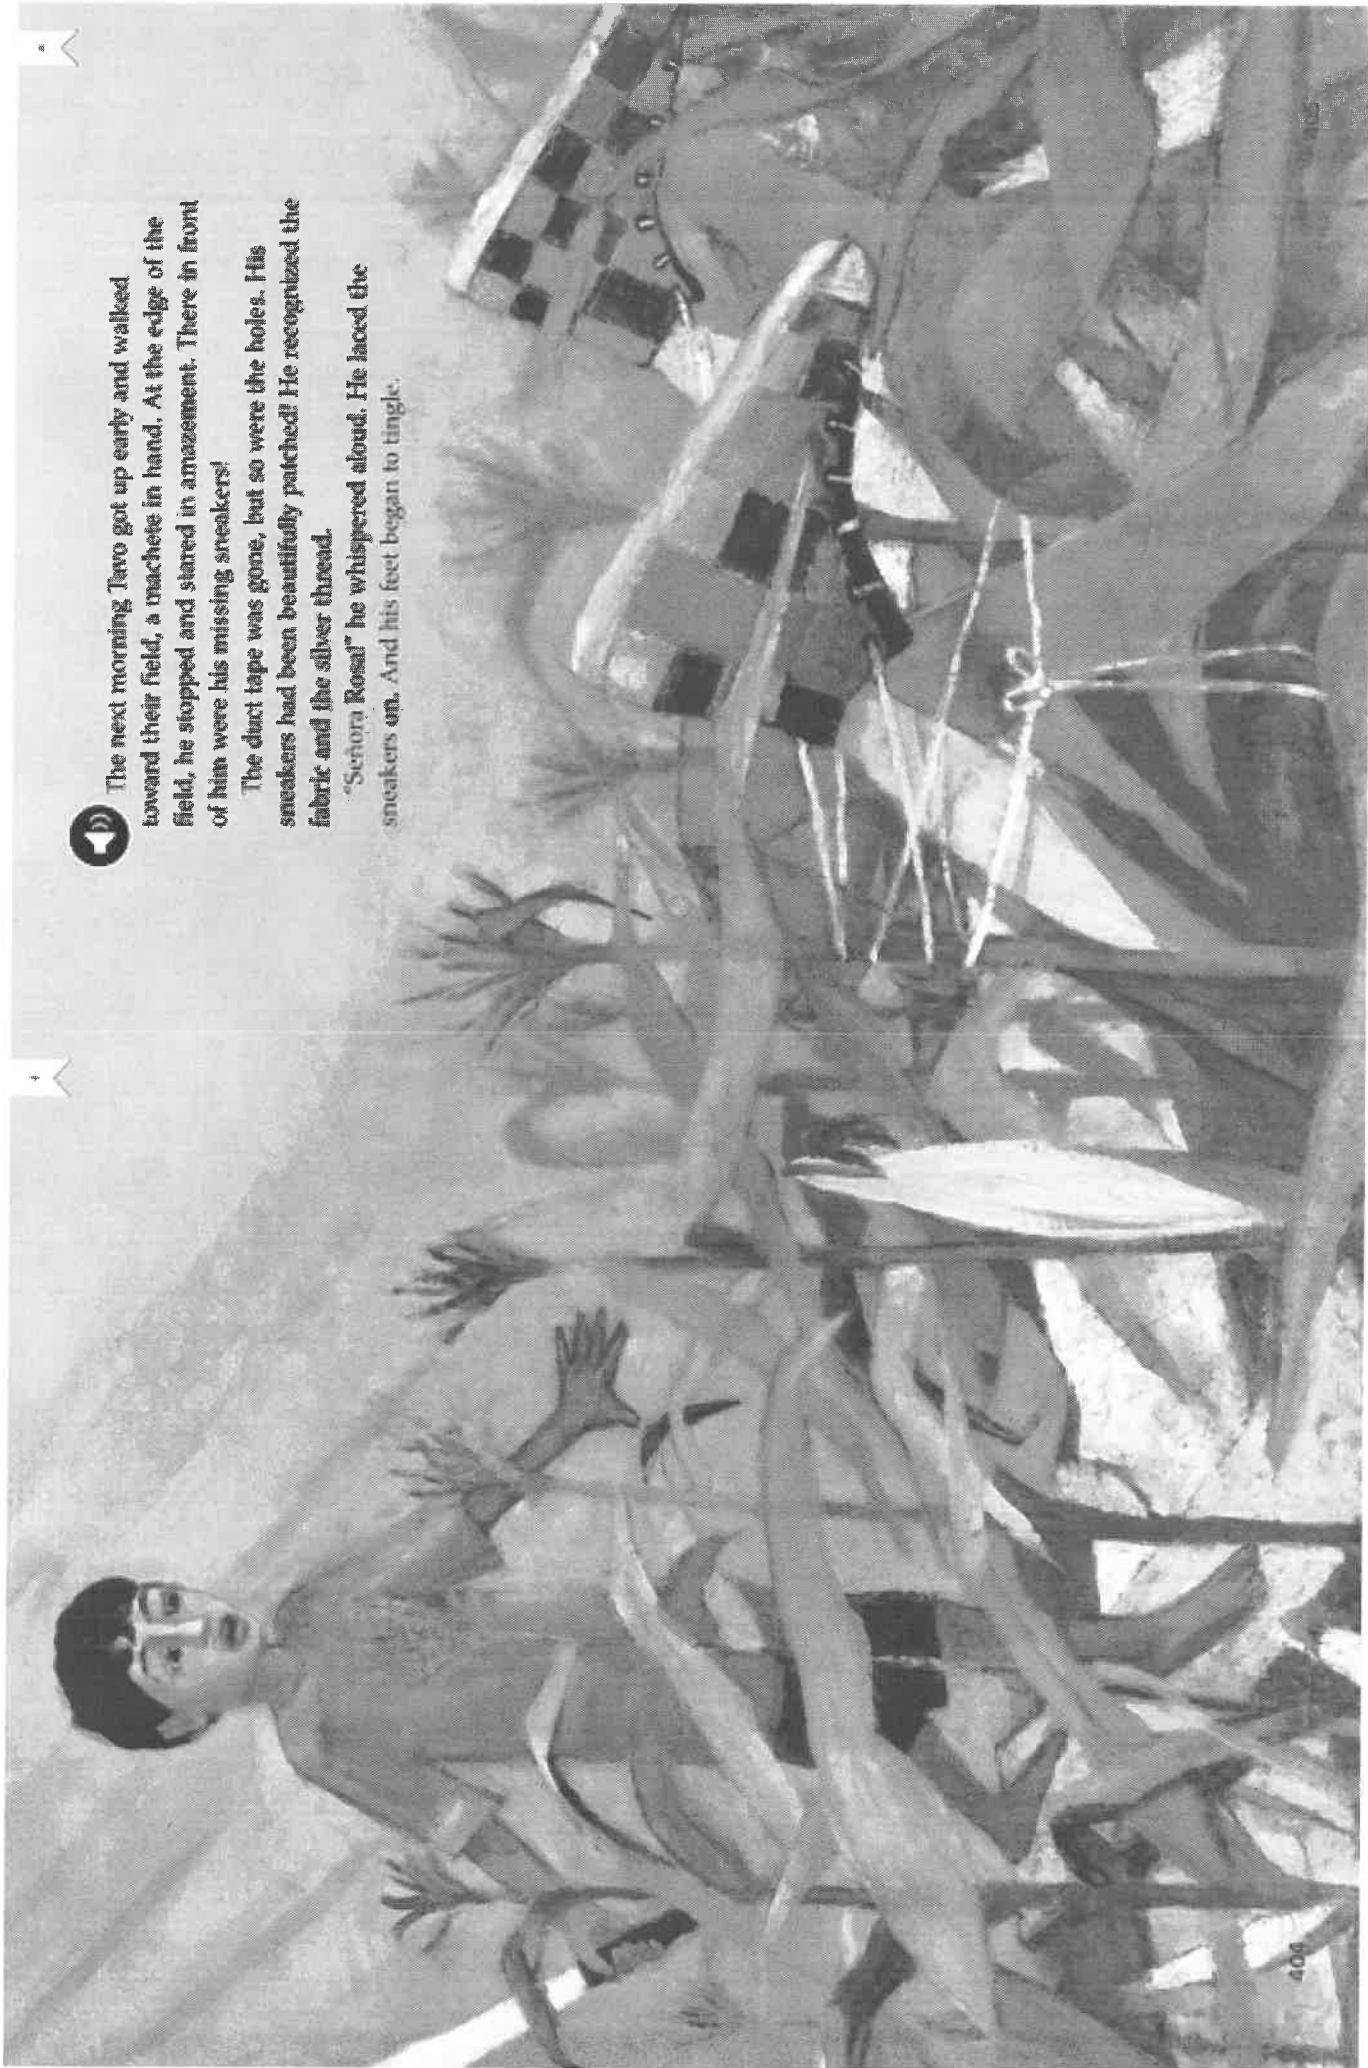 The next morning Tavo got up early and walked
toward their field, a machete in hand. At the edge of the
field, he stopped and stared in amazement. There in front
of him were his missing sneakers!
The duct tape was gone, but so were the holes. His
sneakers had been beautifully patched! He recognized the
fabric and the silver thread.
"Señora Rosa!" he whispered aloud. He laced the
sneakers on. And his feet began to tingle.
404